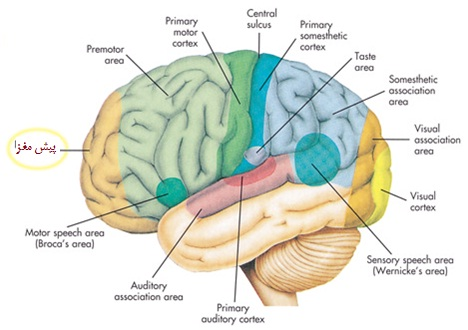 Central
sulcus
Primary
motor
cortex
Primary
somesthetic
cortex
Premotor
area
Taste
area
Somesthetic
association
area
پیش مغزا
Visual
association
area
Visual
cortex
Motor speech area
(Broca's area)
Sensory speech area
(Wernicke's area)
Auditory
association area
Primary
auditory cortex